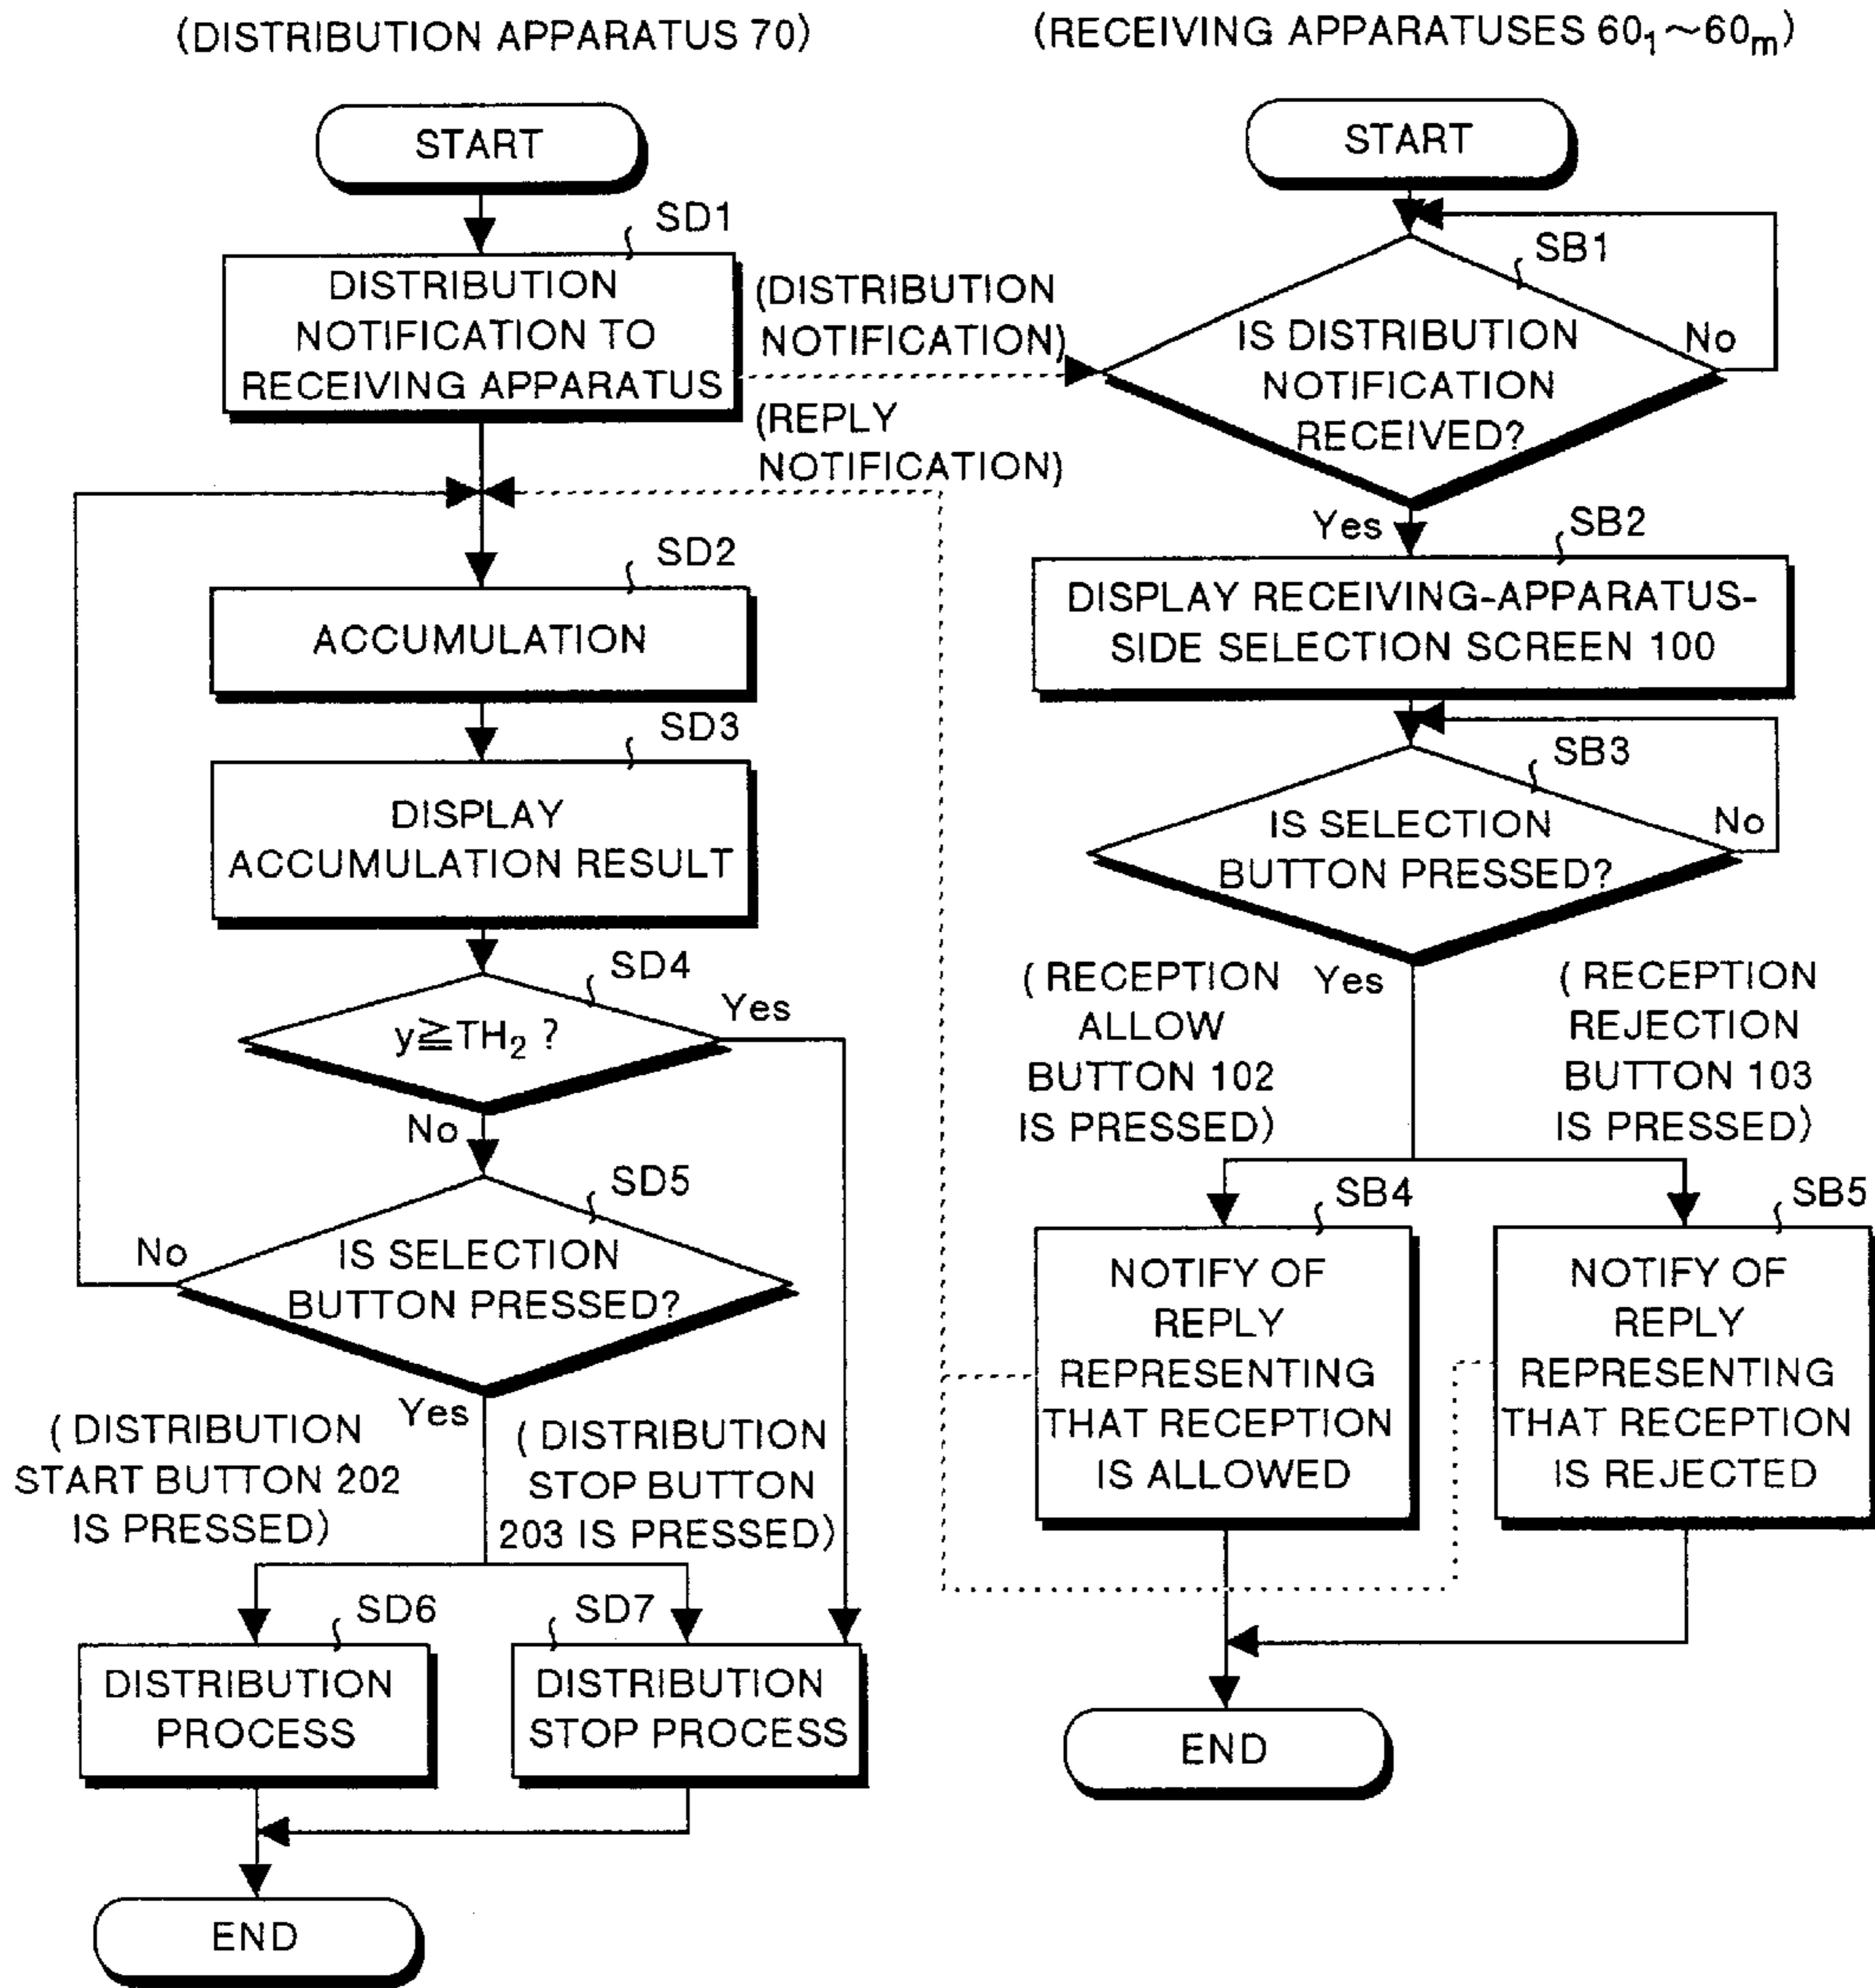 (DISTRIBUTION APPARATUS 70)
START
SD1
DISTRIBUTION
NOTIFICATION TO
RECEIVING APPARATUS
(DISTRIBUTION
NOTIFICATION)
(REPLY
NOTIFICATION)
SD2
ACCUMULATION
SD3
DISPLAY
ACCUMULATION RESULT
SD4
y≧TH₂ ?
Yes
No
SD5
IS SELECTION
BUTTON PRESSED?
No
Yes
( DISTRIBUTION
START BUTTON 202
IS PRESSED)
( DISTRIBUTION
STOP BUTTON
203 IS PRESSED)
SD6
DISTRIBUTION
PROCESS
SD7
DISTRIBUTION
STOP PROCESS
END
(RECEIVING APPARATUSES 60₁~60ₘ)
START
SB1
IS DISTRIBUTION
NOTIFICATION
RECEIVED?
No
Yes
SB2
DISPLAY RECEIVING-APPARATUS-
SIDE SELECTION SCREEN 100
SB3
IS SELECTION
BUTTON PRESSED?
No
Yes
( RECEPTION
ALLOW
BUTTON 102
IS PRESSED)
( RECEPTION
REJECTION
BUTTON 103
IS PRESSED)
SB4
NOTIFY OF
REPLY
REPRESENTING
THAT RECEPTION
IS ALLOWED
SB5
NOTIFY OF
REPLY
REPRESENTING
THAT RECEPTION
IS REJECTED
END